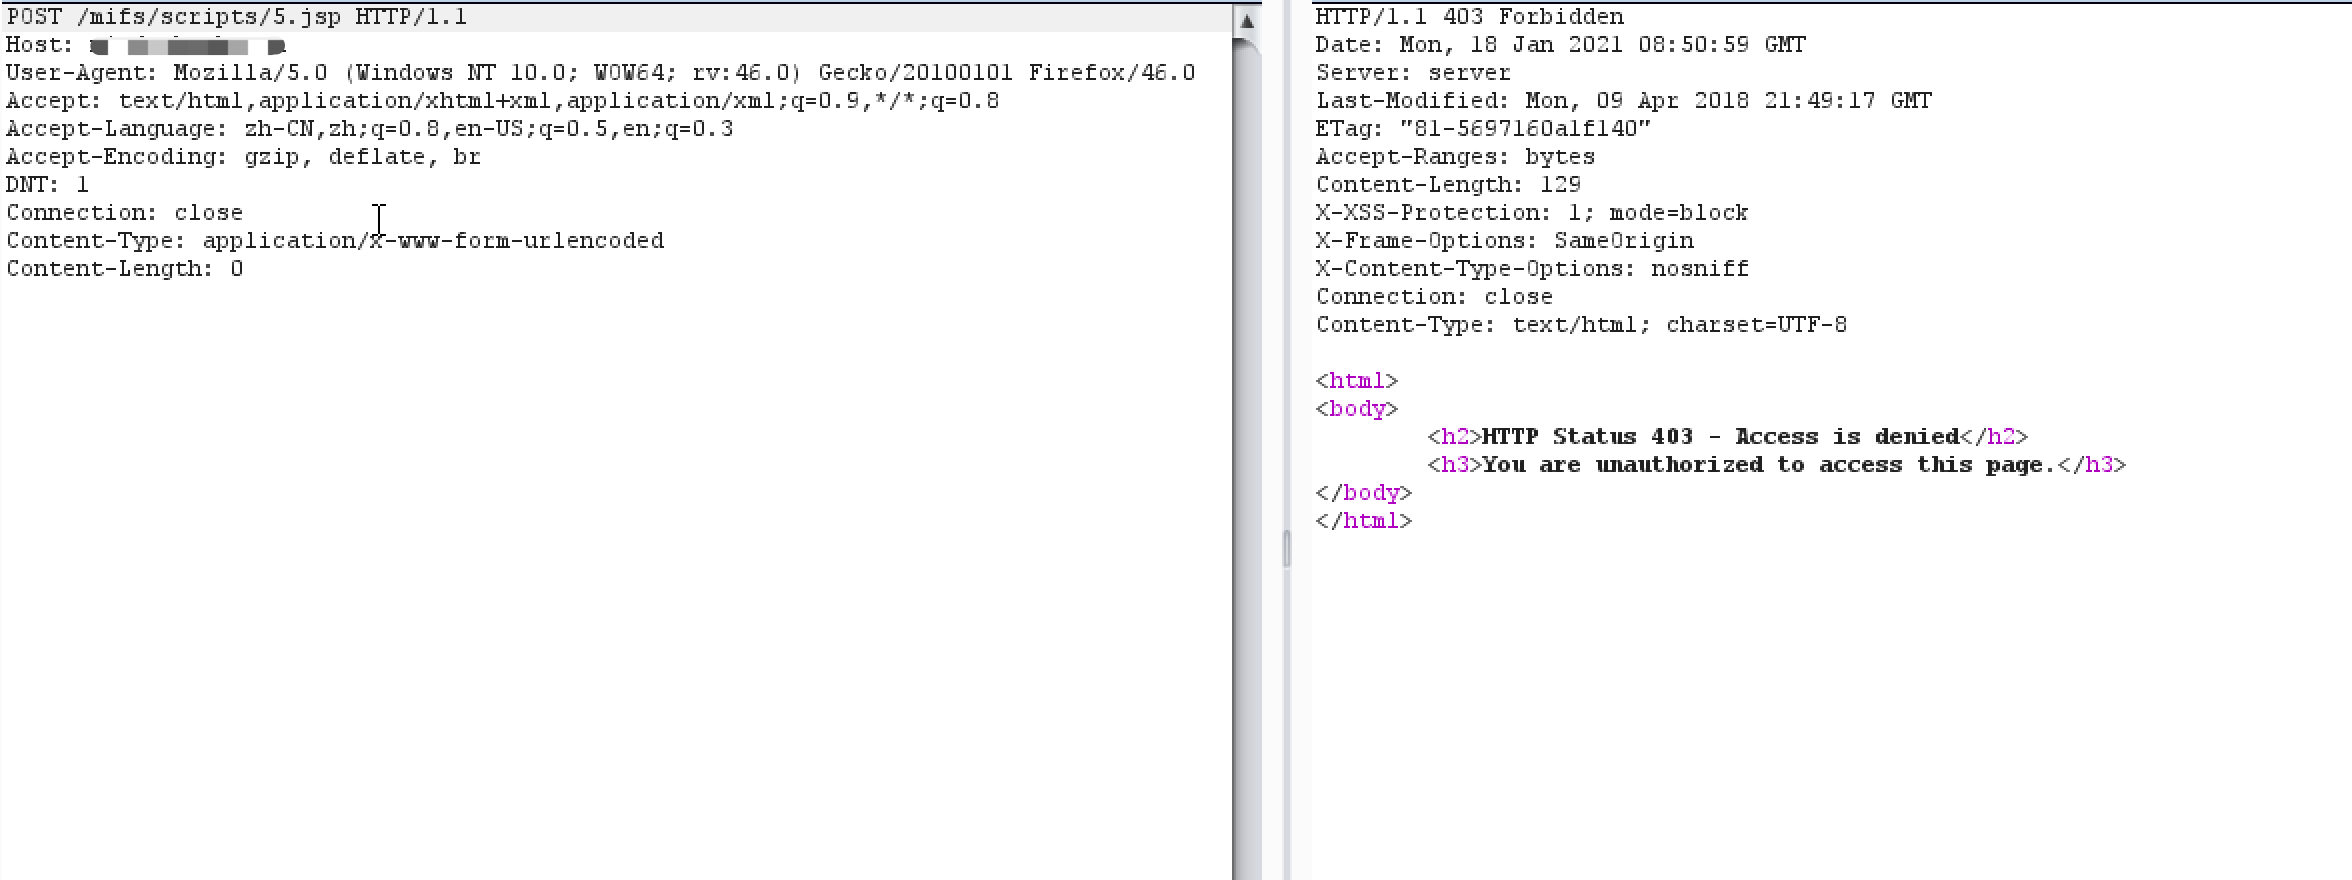 POST /mifs/scripts/5.jsp HTTP/1.1
Host:
User-Agent: Mozilla/5.0 (Windows NT 10.0; WOW64; rv:46.0) Gecko/20100101 Firefox/46.0
Accept: text/html,application/xhtml+xml,application/xml;q=0.9,*/*;q=0.8
Accept-Language: zh-CN,zh;q=0.8,en-US;q=0.5,en;q=0.3
Accept-Encoding: gzip, deflate, br
DNT: 1
Connection: close
Content-Type: application/x-www-form-urlencoded
Content-Length: 0
HTTP/1.1 403 Forbidden
Date: Mon, 18 Jan 2021 08:50:59 GMT
Server: server
Last-Modified: Mon, 09 Apr 2018 21:49:17 GMT
ETag: "81-5697160a1f140"
Accept-Ranges: bytes
Content-Length: 129
X-XSS-Protection: 1; mode=block
X-Frame-Options: SameOrigin
X-Content-Type-Options: nosniff
Connection: close
Content-Type: text/html; charset=UTF-8
<html>
<body>
<h2>HTTP Status 403 - Access is denied</h2>
<h3>You are unauthorized to access this page.</h3>
</body>
</html>